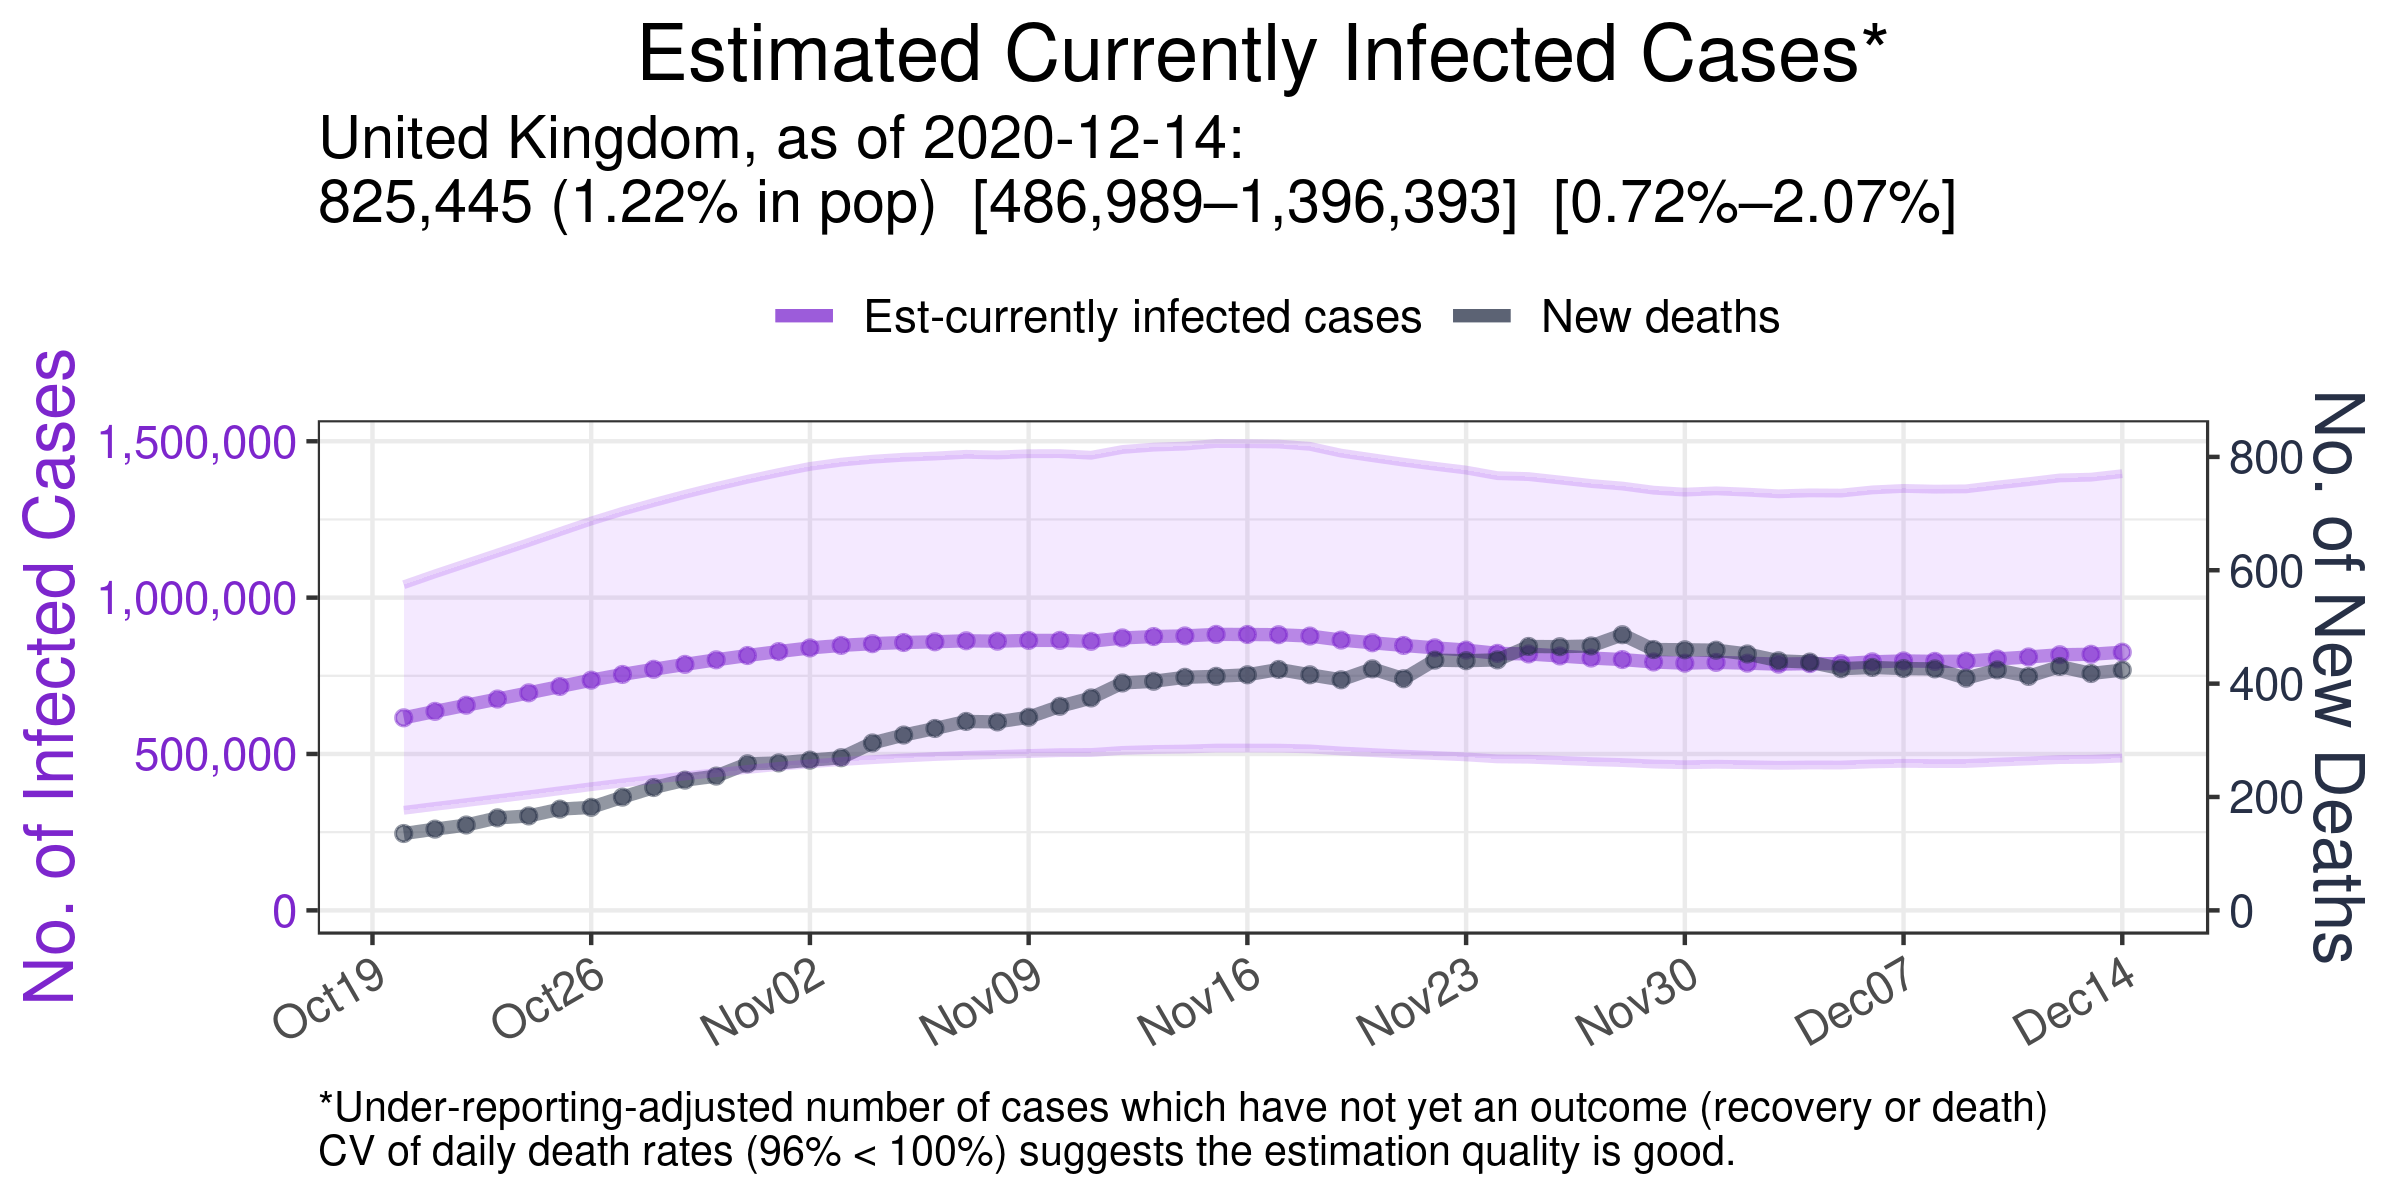 Estimated Currently Infected Cases*
United Kingdom, as of 2020-12-14:
825,445 (1.22% in pop)  [486,989–1,396,393]  [0.72%–2.07%]
Est-currently infected cases
New deaths
No. of Infected Cases
1,500,000
1,000,000
500,000
0
No. of New Deaths
800
600
400
200
0
Oct19
Oct26
Nov02
Nov09
Nov16
Nov23
Nov30
Dec07
Dec14
*Under-reporting-adjusted number of cases which have not yet an outcome (recovery or death)
CV of daily death rates (96% < 100%) suggests the estimation quality is good.